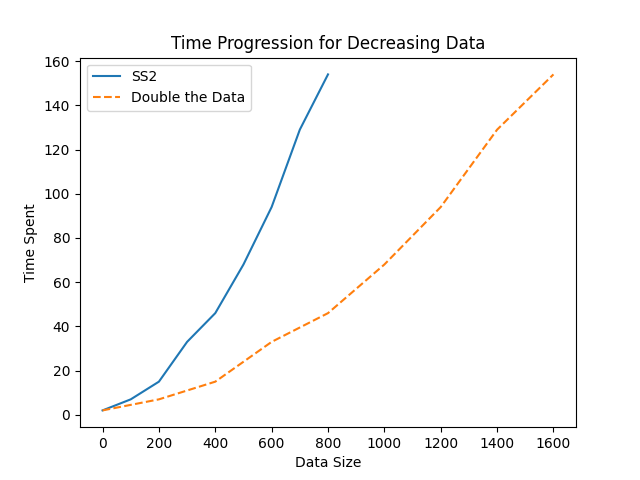 Time Progression for Decreasing Data
SS2
Double the Data
160
140
120
100
80
60
40
20
0
Time Spent
0 200 400 600 800 1000 1200 1400 1600
Data Size